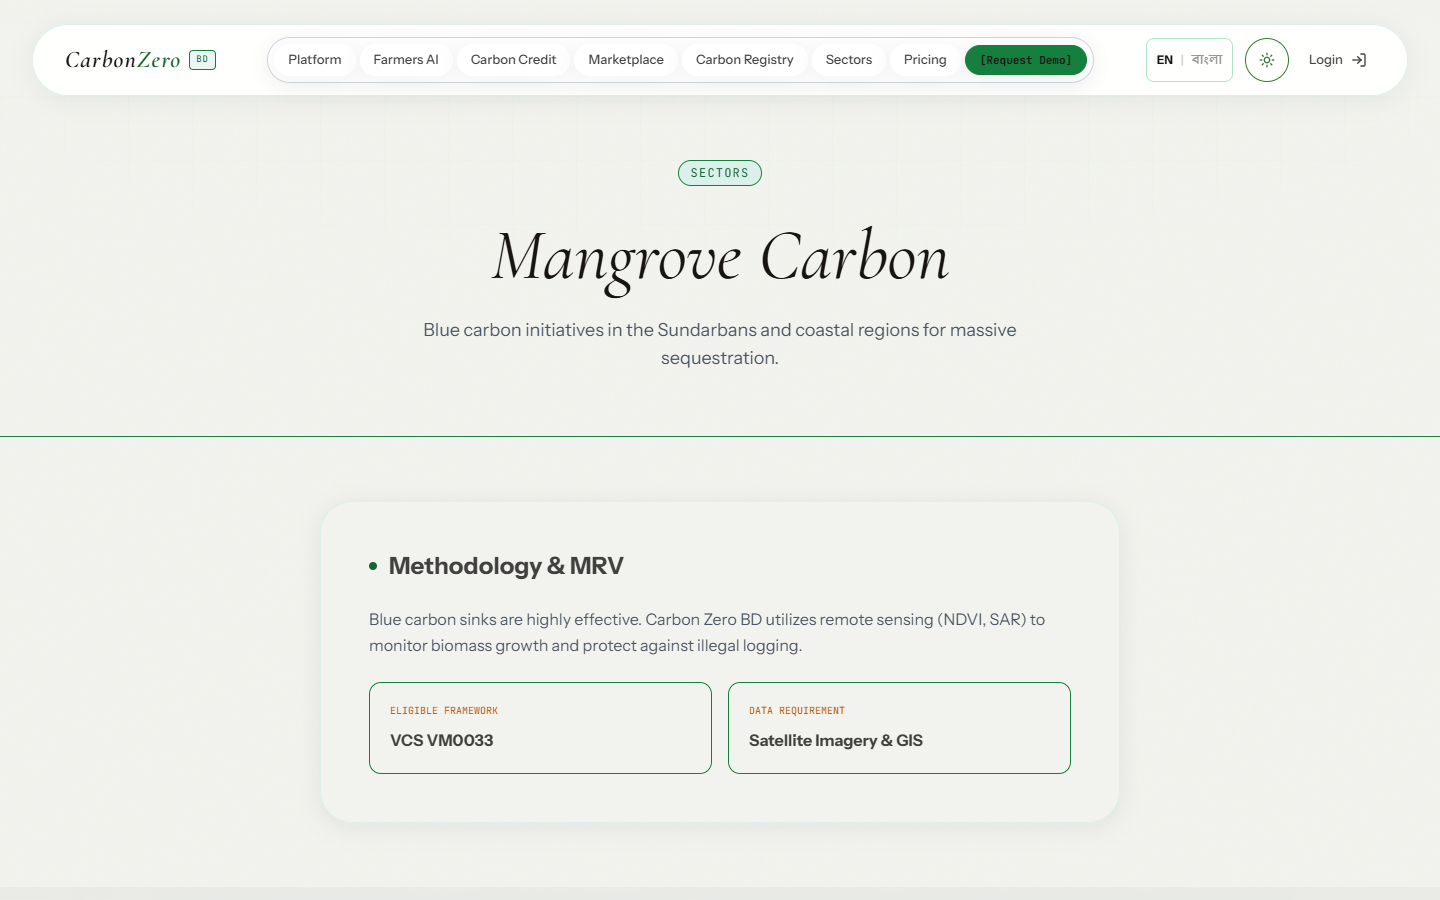 CarbonZero BD
Platform
Farmers AI
Carbon Credit
Marketplace
Carbon Registry
Sectors
Pricing
[Request Demo]
EN | বাংলা
Login
SECTORS
Mangrove Carbon
Blue carbon initiatives in the Sundarbans and coastal regions for massive
sequestration.
Methodology & MRV
Blue carbon sinks are highly effective. Carbon Zero BD utilizes remote sensing (NDVI, SAR) to
monitor biomass growth and protect against illegal logging.
ELIGIBLE FRAMEWORK
VCS VM0033
DATA REQUIREMENT
Satellite Imagery & GIS